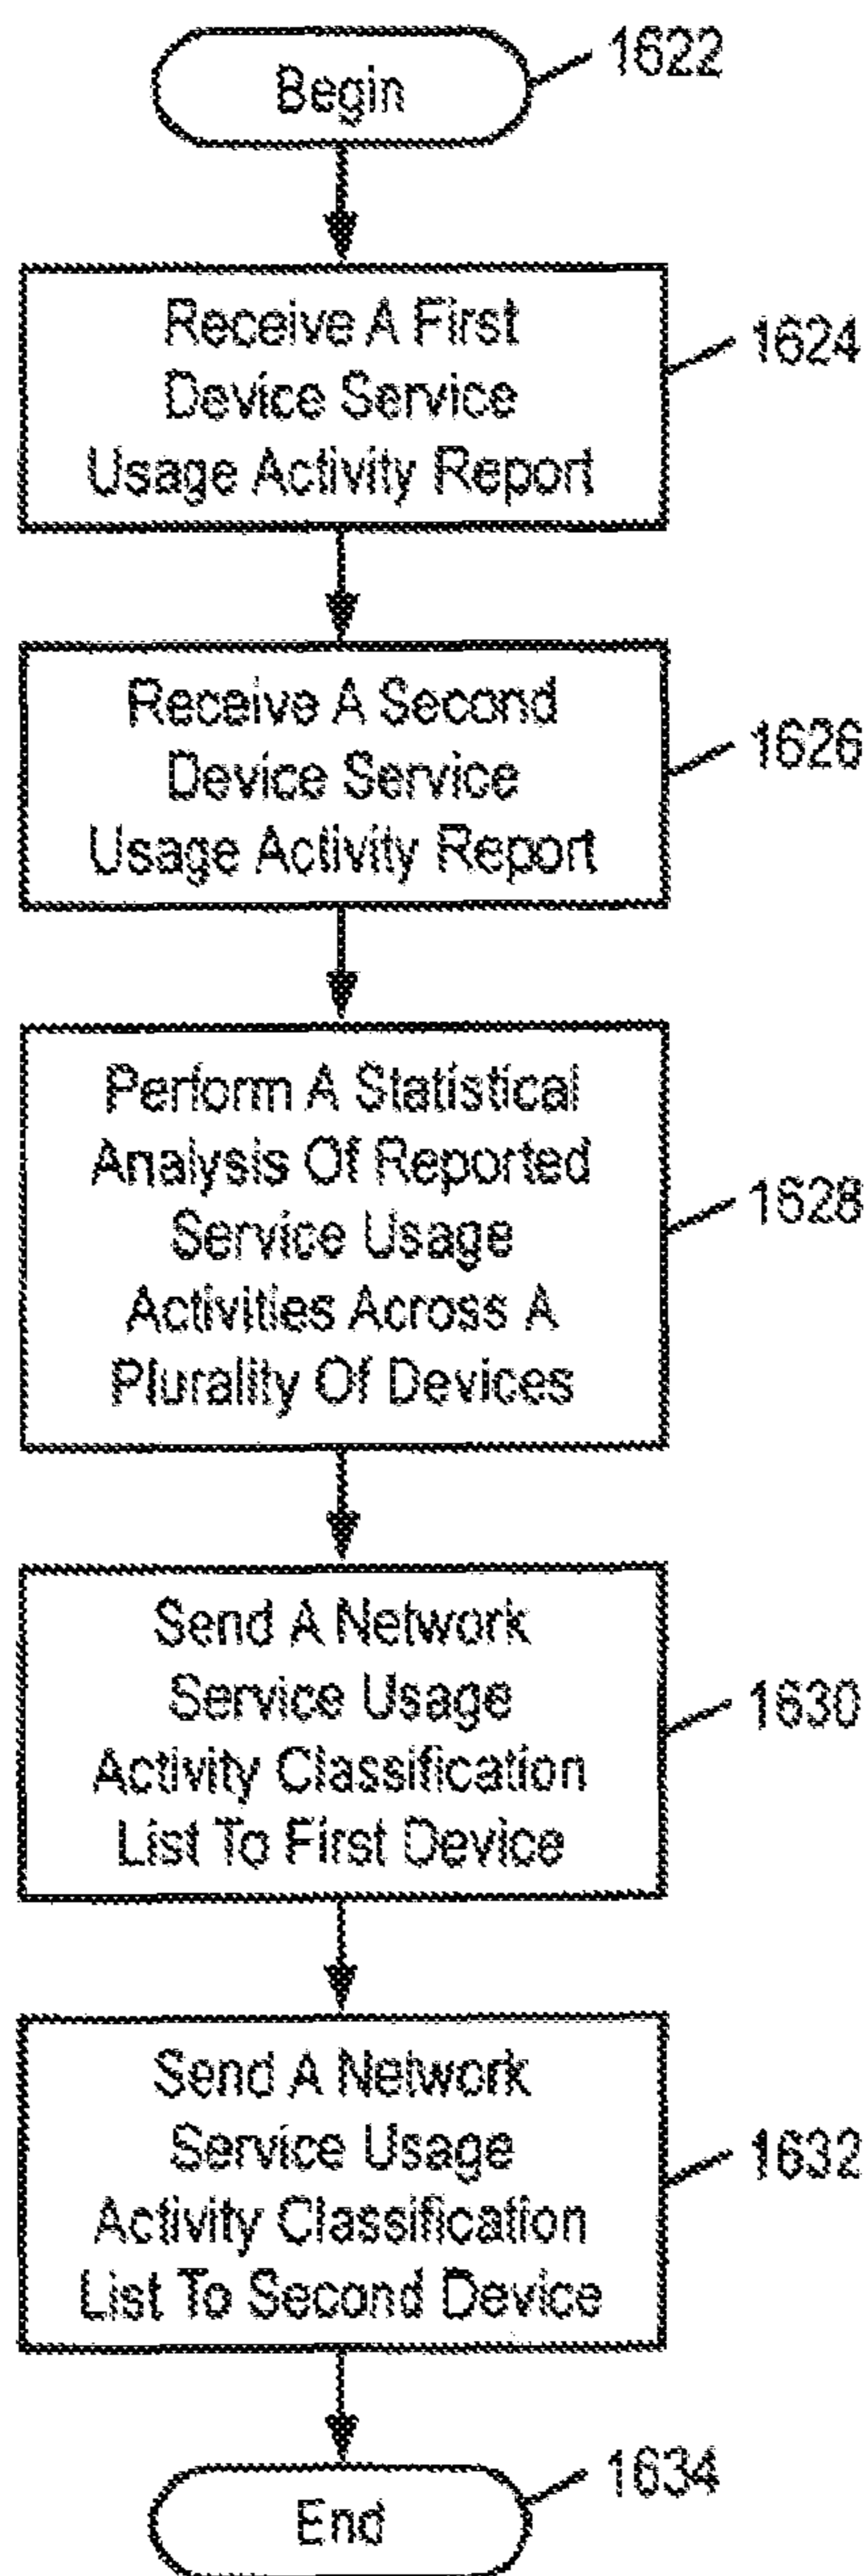 Begin
1622
Receive A First
Device Service
Usage Activity Report
1624
Receive A Second
Device Service
Usage Activity Report
1626
Perform A Statistical
Analysis Of Reported
Service Usage
Activities Across A
Plurality Of Devices
1628
Send A Network
Service Usage
Activity Classification
List To First Device
1630
Send A Network
Service Usage
Activity Classification
List To Second Device
1632
End
1634